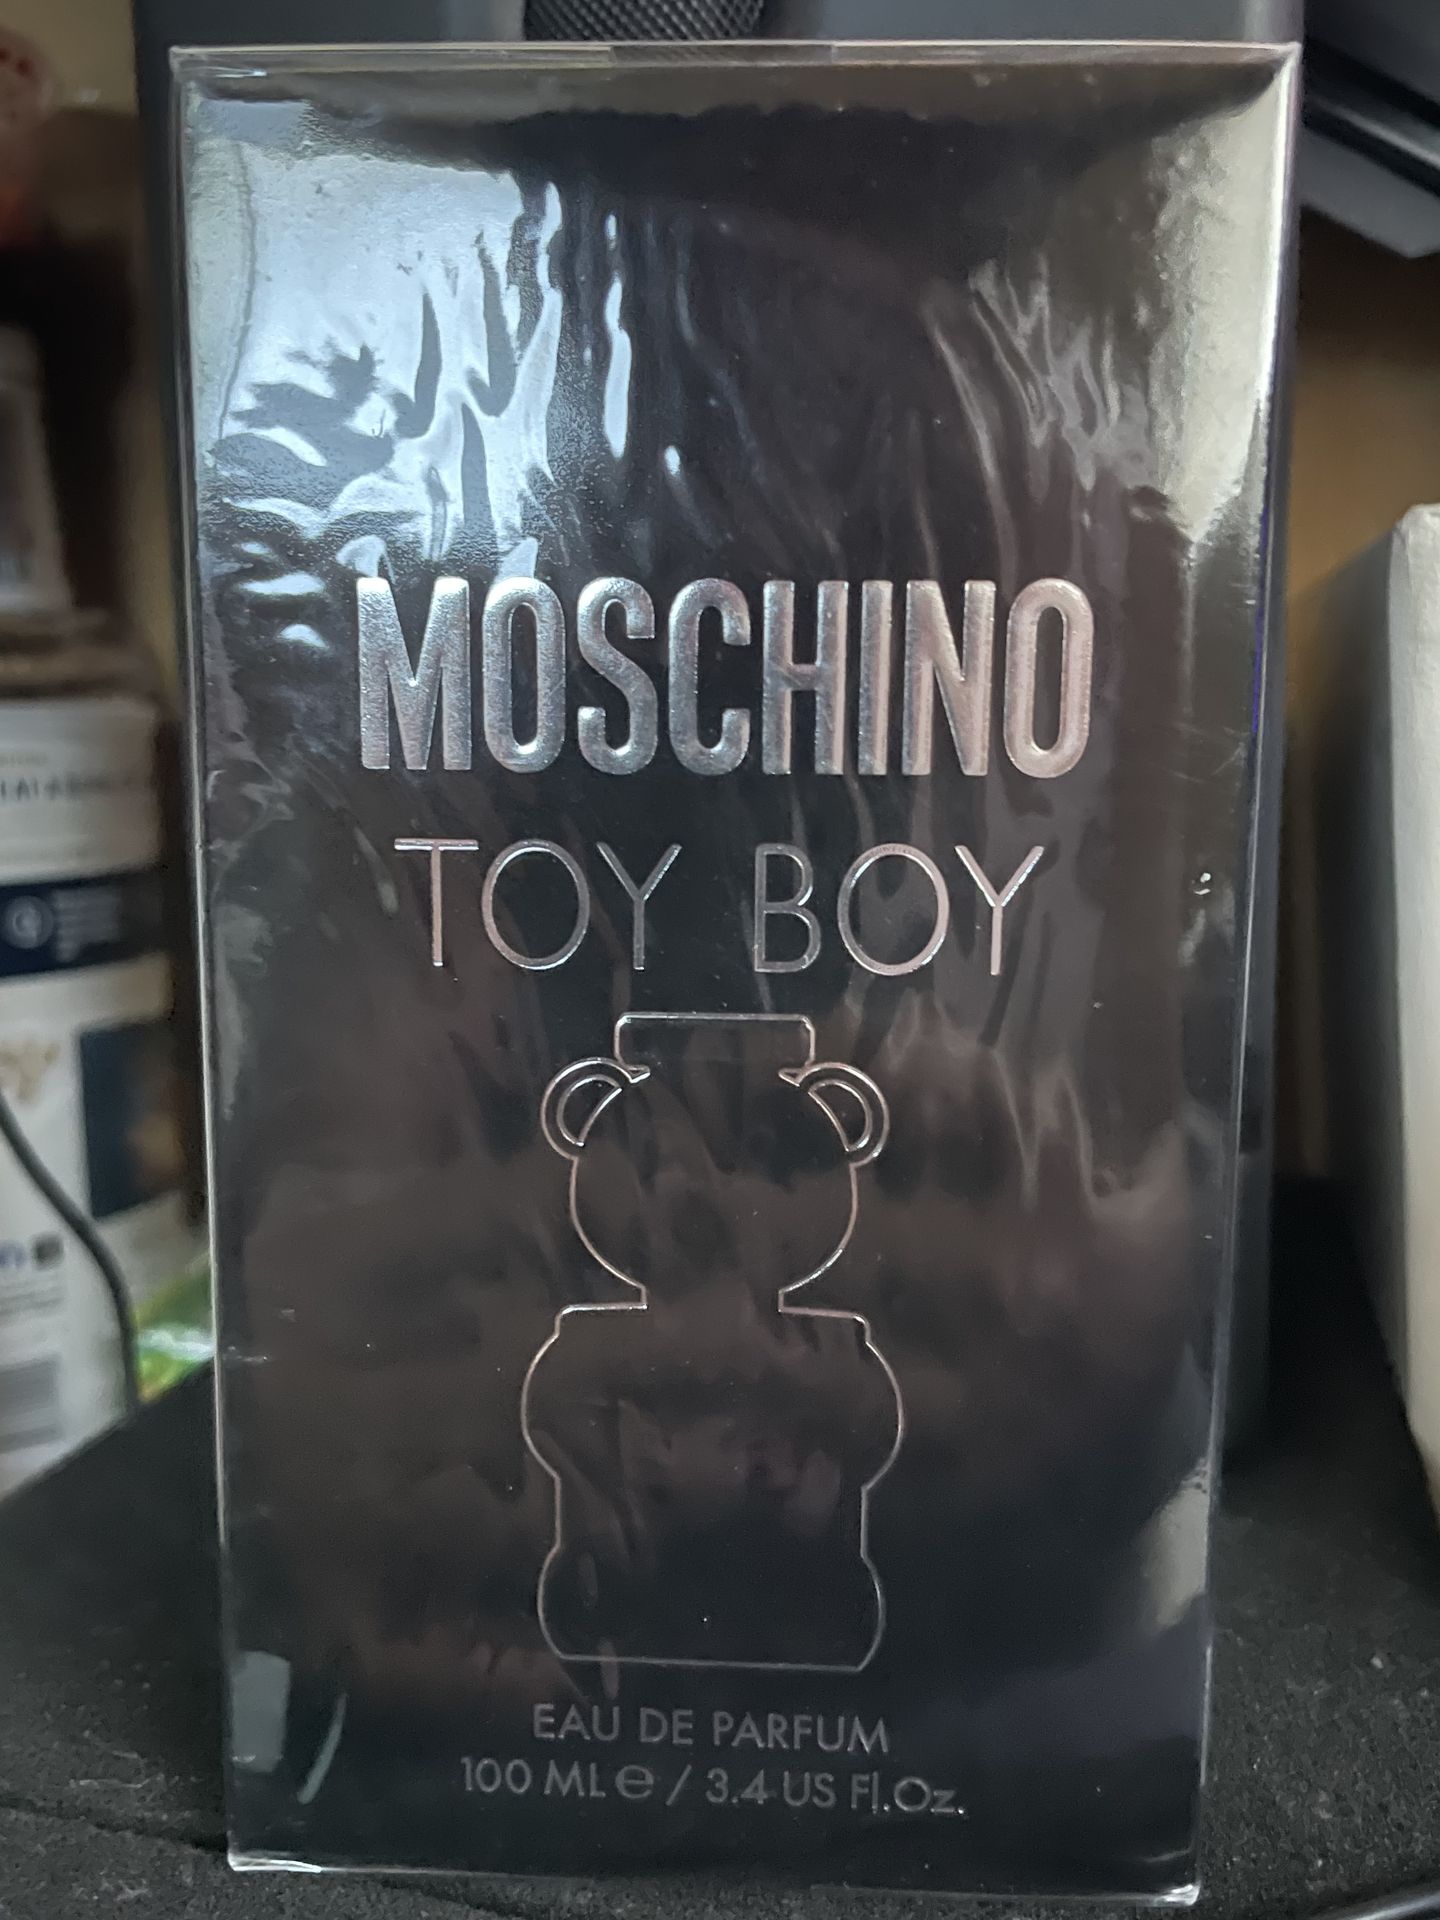 MOSCHINO
TOY BOY
EAU DE PARFUM
100 ML ℮ / 3.4 US Fl.Oz.